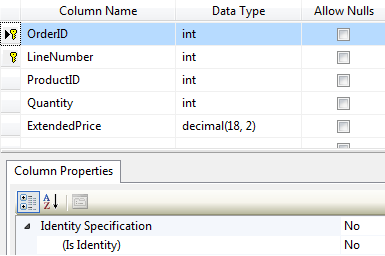 Column Name Data Type Allow Nulls
OrderID int
LineNumber int
ProductID int
Quantity int
ExtendedPrice decimal(18, 2)
Column Properties
A Z
Identity Specification No
(Is Identity) No